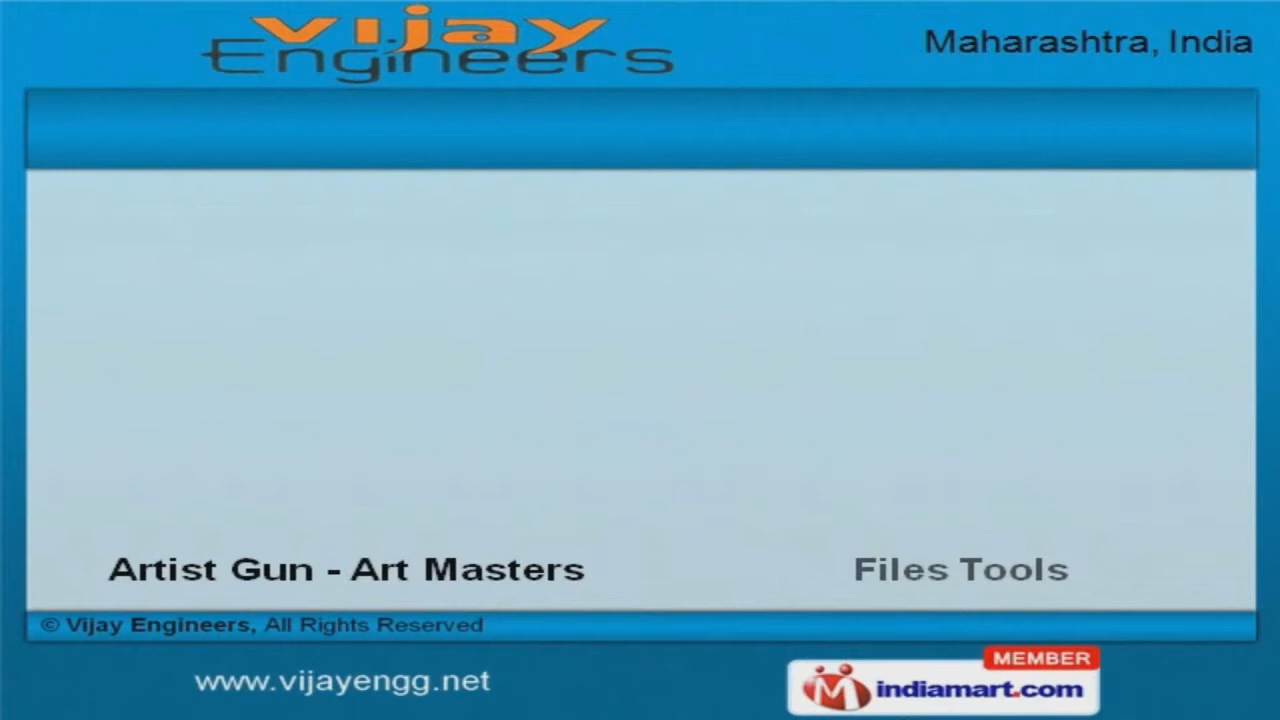 vijay
Engineers
Maharashtra, India
Artist Gun - Art Masters
Files Tools
© Vijay Engineers, All Rights Reserved
www.vijayengg.net
MEMBER
indiamart.com